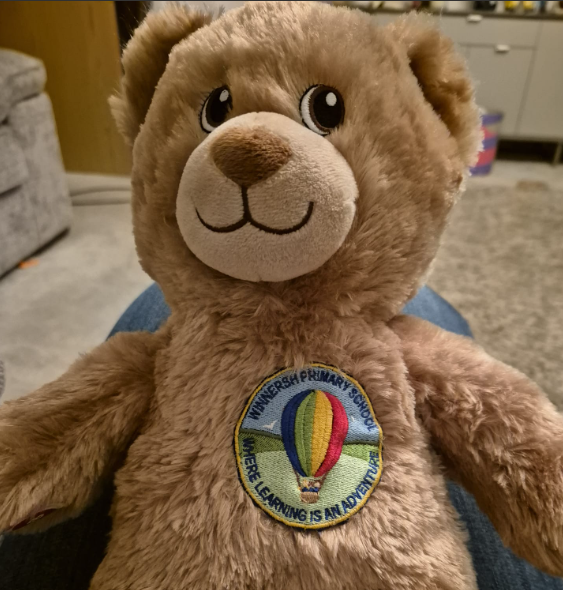 WINNERSH PRIMARY SCHOOL
WHERE LEARNING IS AN ADVENTURE